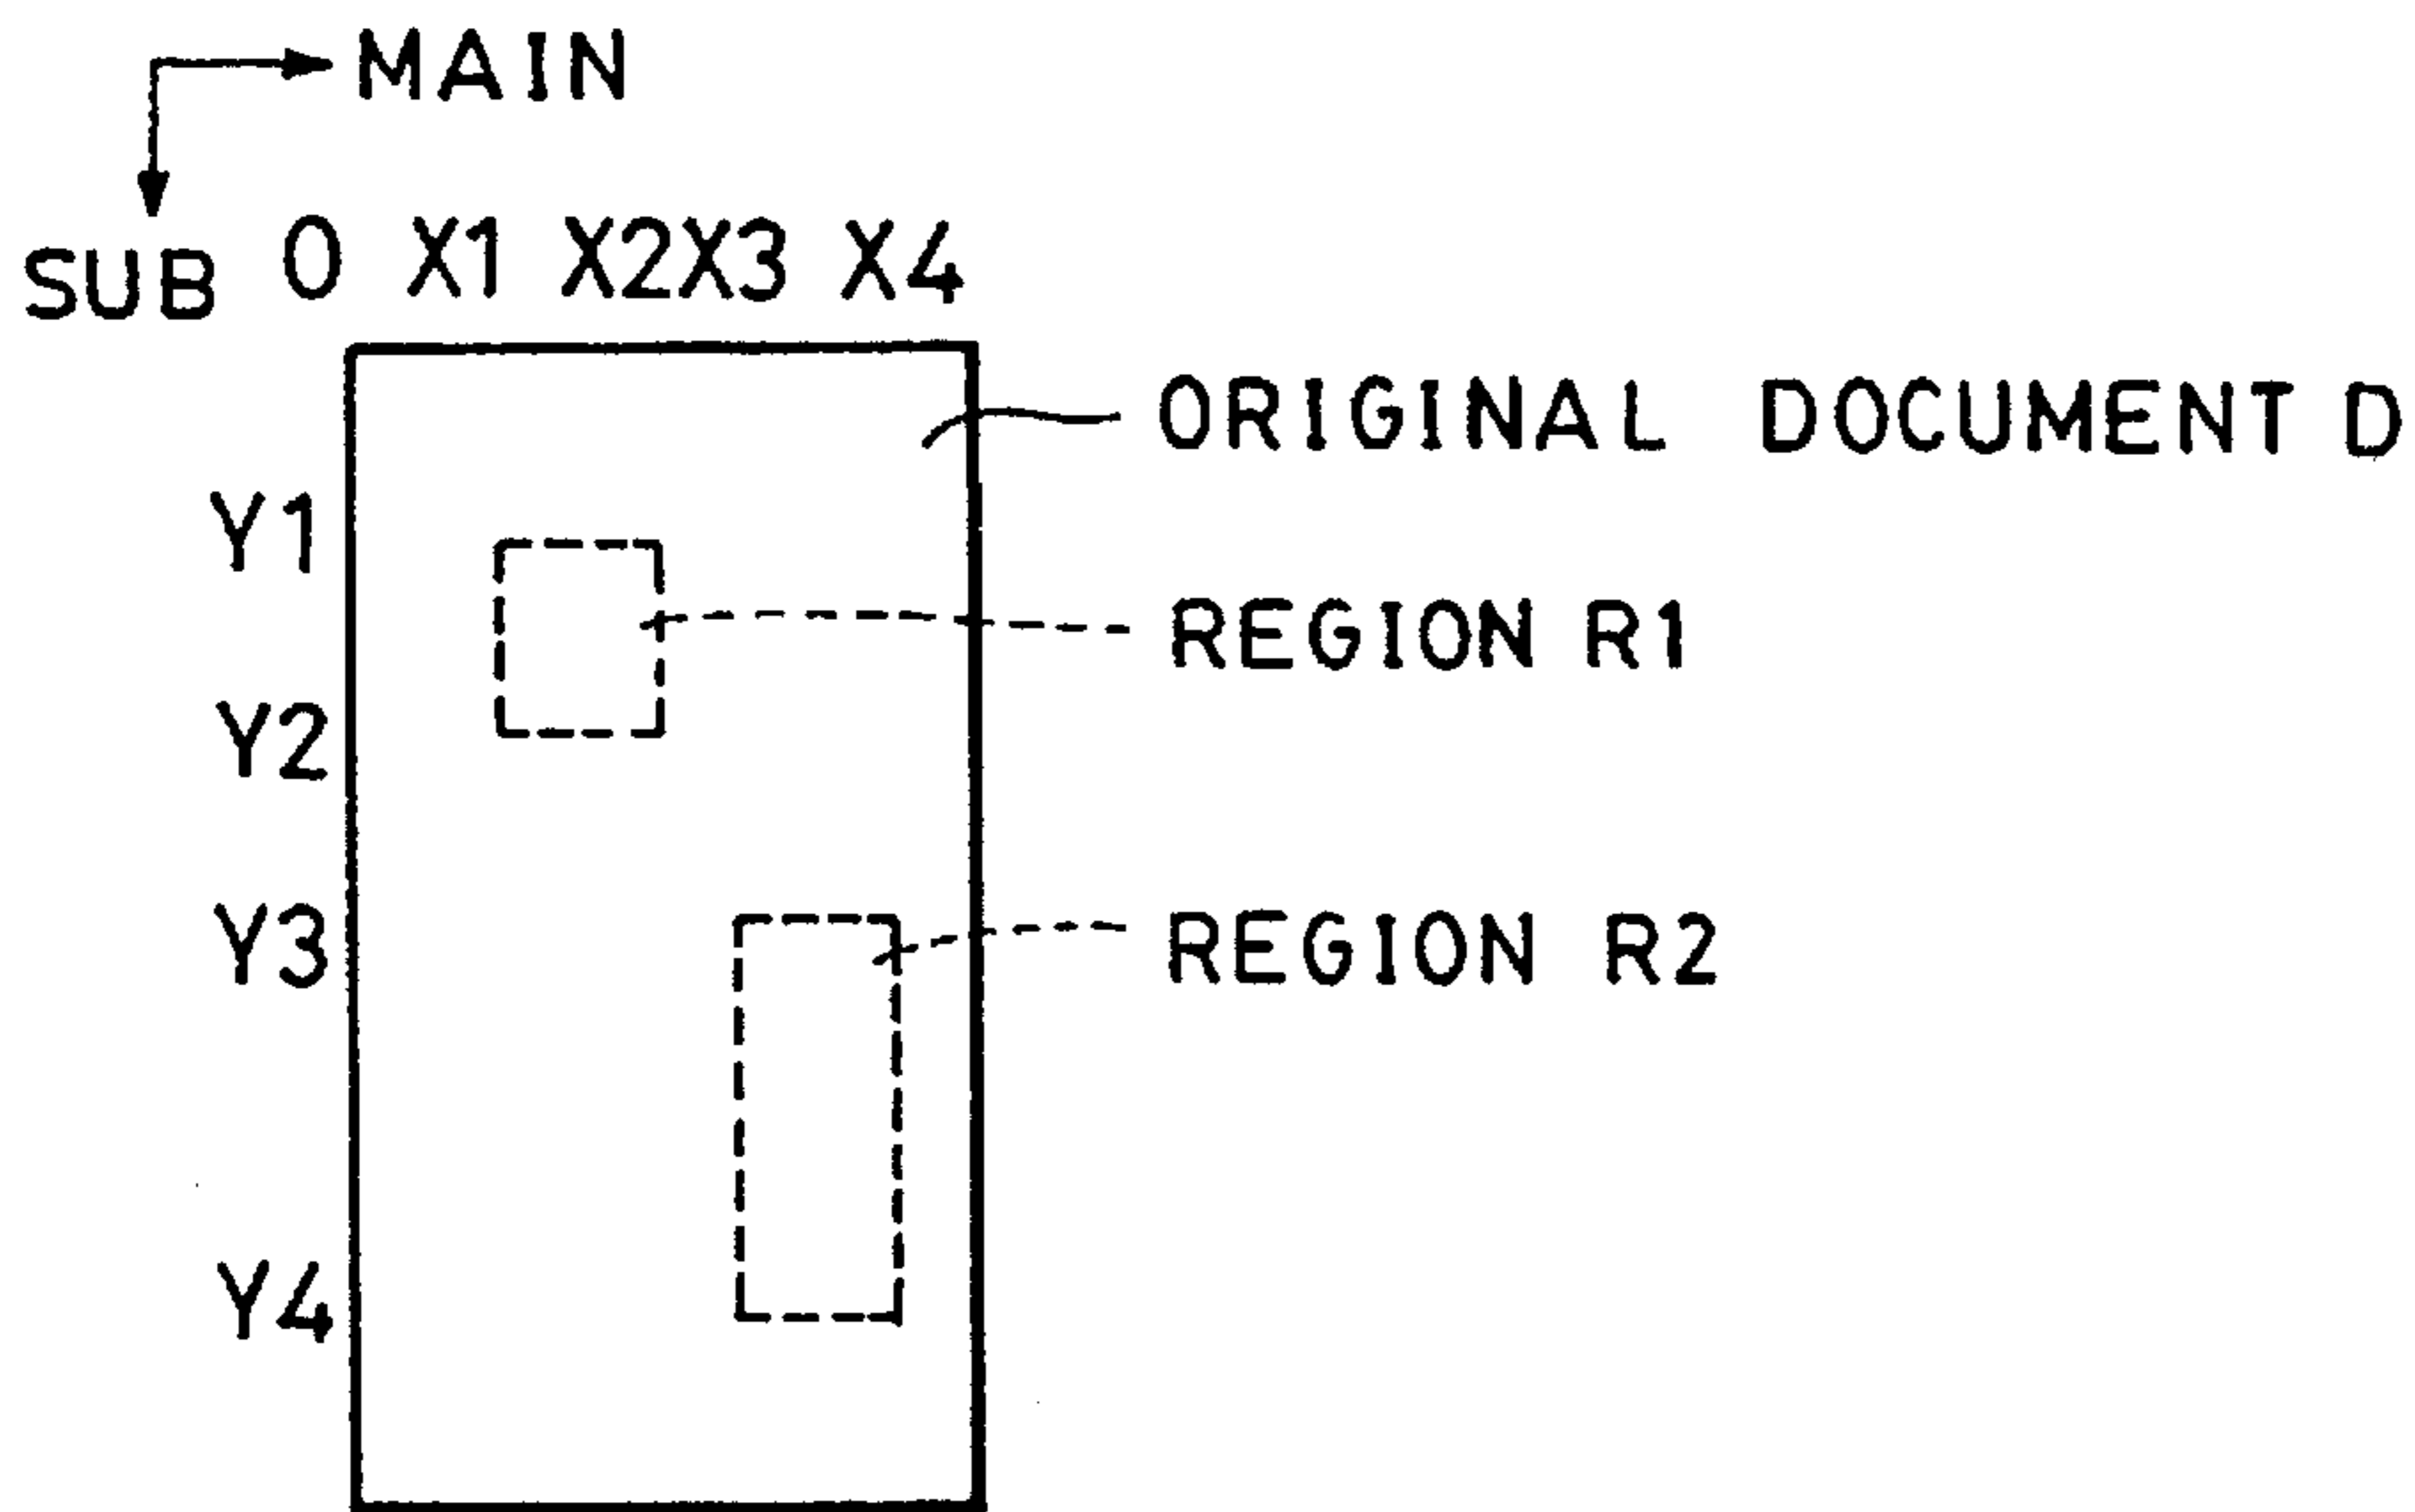 MAIN
SUB 0 X1 X2X3 X4
ORIGINAL DOCUMENT D
Y1
REGION R1
Y2
Y3 REGION R2
Y4